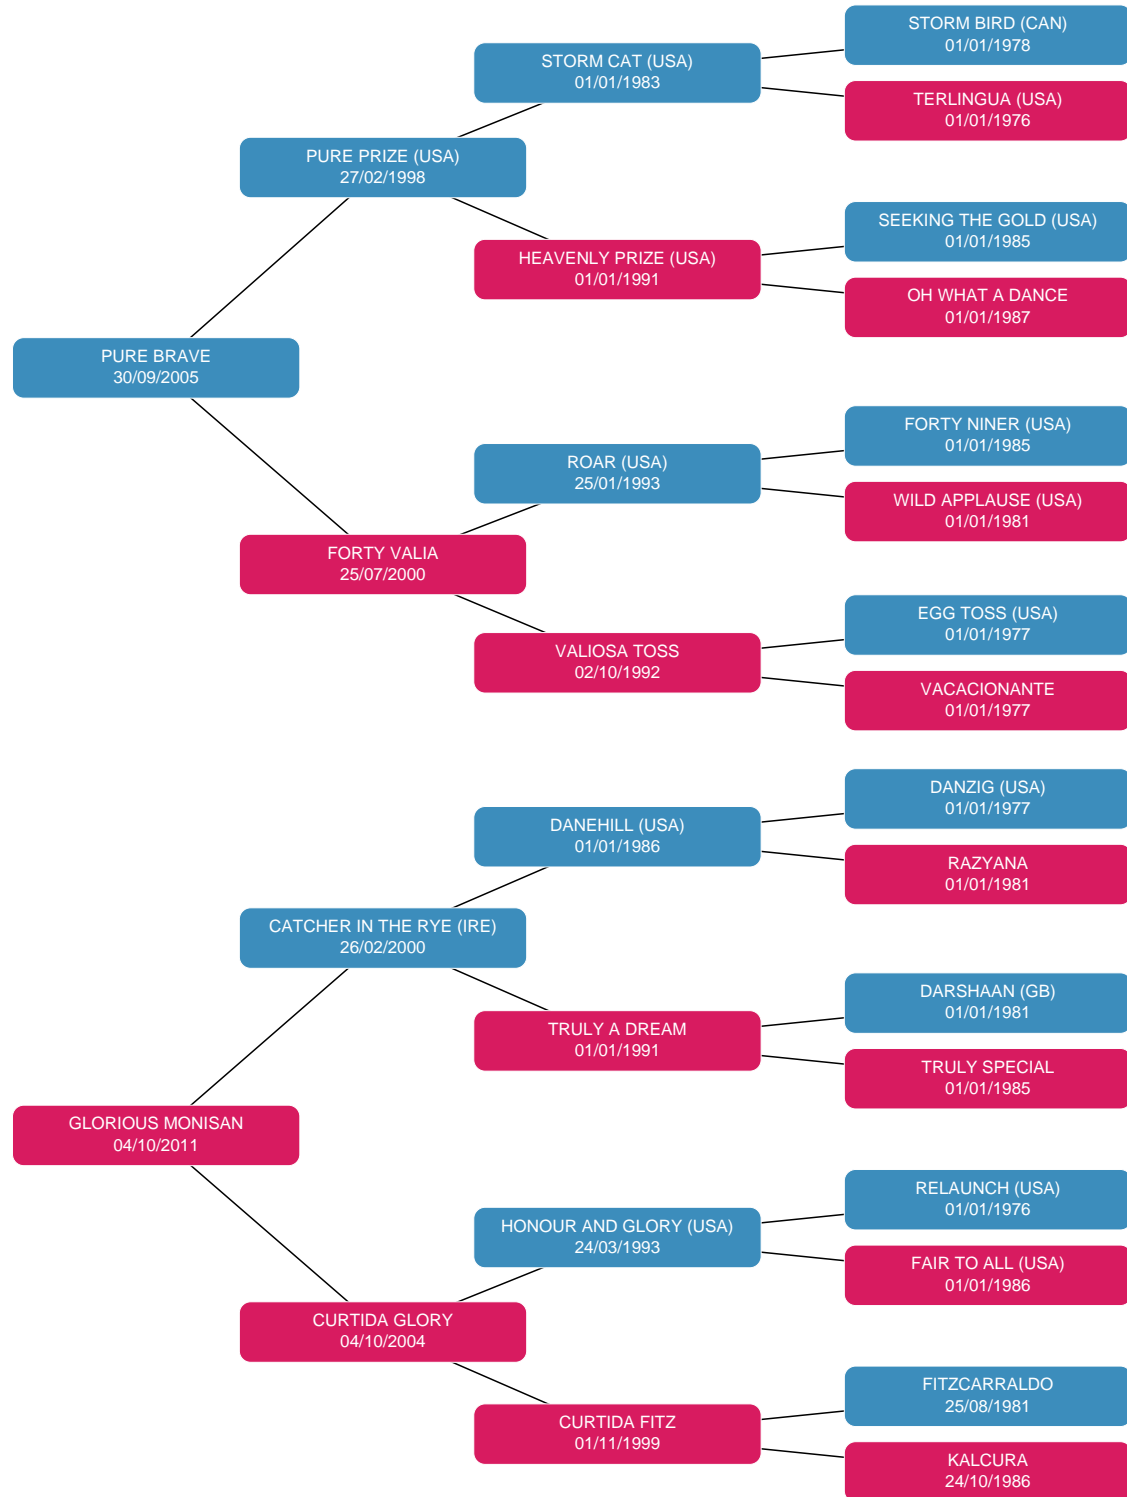 STORM BIRD (CAN)
01/01/1978
STORM CAT (USA)
01/01/1983
TERLINGUA (USA)
01/01/1976
PURE PRIZE (USA)
27/02/1998
SEEKING THE GOLD (USA)
01/01/1985
HEAVENLY PRIZE (USA)
01/01/1991
OH WHAT A DANCE
01/01/1987
PURE BRAVE
30/09/2005
FORTY NINER (USA)
01/01/1985
ROAR (USA)
25/01/1993
WILD APPLAUSE (USA)
01/01/1981
FORTY VALIA
25/07/2000
EGG TOSS (USA)
01/01/1977
VALIOSA TOSS
02/10/1992
VACACIONANTE
01/01/1977
DANZIG (USA)
01/01/1977
DANEHILL (USA)
01/01/1986
RAZYANA
01/01/1981
CATCHER IN THE RYE (IRE)
26/02/2000
DARSHAAN (GB)
01/01/1981
TRULY A DREAM
01/01/1991
TRULY SPECIAL
01/01/1985
GLORIOUS MONISAN
04/10/2011
RELAUNCH (USA)
01/01/1976
HONOUR AND GLORY (USA)
24/03/1993
FAIR TO ALL (USA)
01/01/1986
CURTIDA GLORY
04/10/2004
FITZCARRALDO
25/08/1981
CURTIDA FITZ
01/11/1999
KALCURA
24/10/1986